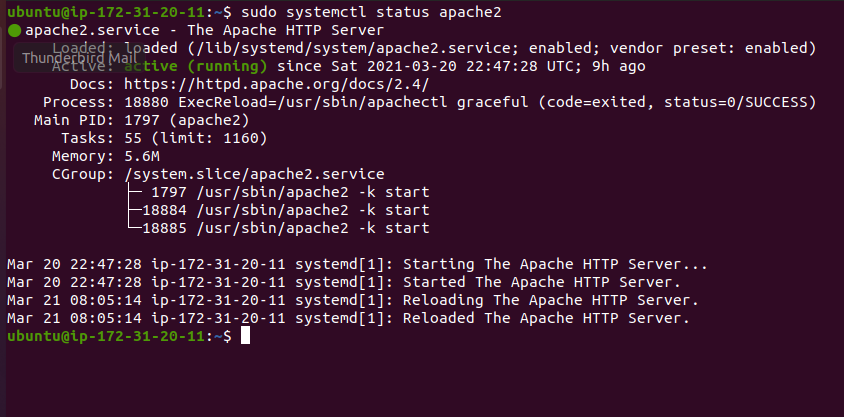 ubuntu@ip-172-31-20-11:~$ sudo systemctl status apache2
● apache2.service - The Apache HTTP Server
Loaded: loaded (/lib/systemd/system/apache2.service; enabled; vendor preset: enabled)
Thunderbird Mail
Active: active (running) since Sat 2021-03-20 22:47:28 UTC; 9h ago
Docs: https://httpd.apache.org/docs/2.4/
Process: 18880 ExecReload=/usr/sbin/apachectl graceful (code=exited, status=0/SUCCESS)
Main PID: 1797 (apache2)
Tasks: 55 (limit: 1160)
Memory: 5.6M
CGroup: /system.slice/apache2.service
├─ 1797 /usr/sbin/apache2 -k start
├─18884 /usr/sbin/apache2 -k start
└─18885 /usr/sbin/apache2 -k start
Mar 20 22:47:28 ip-172-31-20-11 systemd[1]: Starting The Apache HTTP Server...
Mar 20 22:47:28 ip-172-31-20-11 systemd[1]: Started The Apache HTTP Server.
Mar 21 08:05:14 ip-172-31-20-11 systemd[1]: Reloading The Apache HTTP Server.
Mar 21 08:05:14 ip-172-31-20-11 systemd[1]: Reloaded The Apache HTTP Server.
ubuntu@ip-172-31-20-11:~$